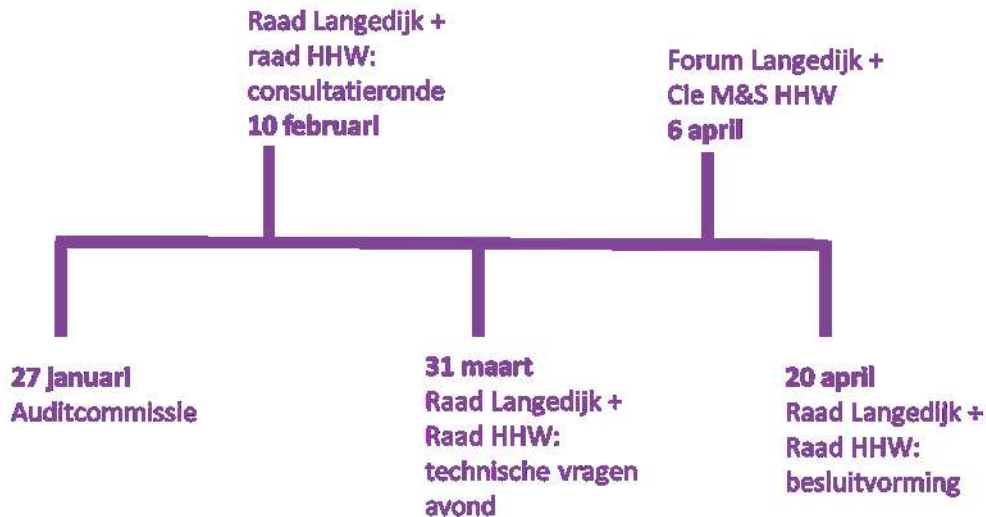 Raad Langedijk +
raad HHW:
consultatieronde
10 februari
Forum Langedijk +
Cie M&S HHW
6 april
27 januari
Auditcommissie
31 maart
Raad Langedijk +
Raad HHW:
technische vragen
avond
20 april
Raad Langedijk +
Raad HHW:
besluitvorming